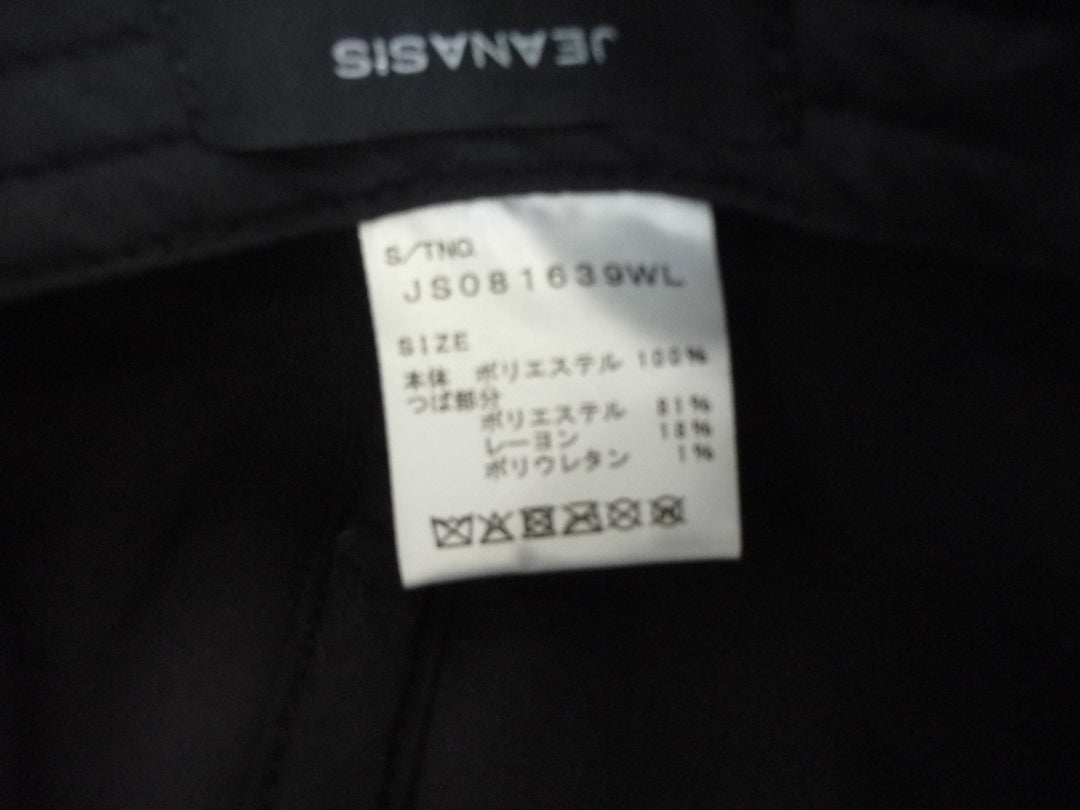 JEANASIS
S/TNO.
JS081639WL
SIZE
本体 ポリエステル 100%
つば部分
ポリエステル 81%
レーヨン 18%
ポリウレタン 1%